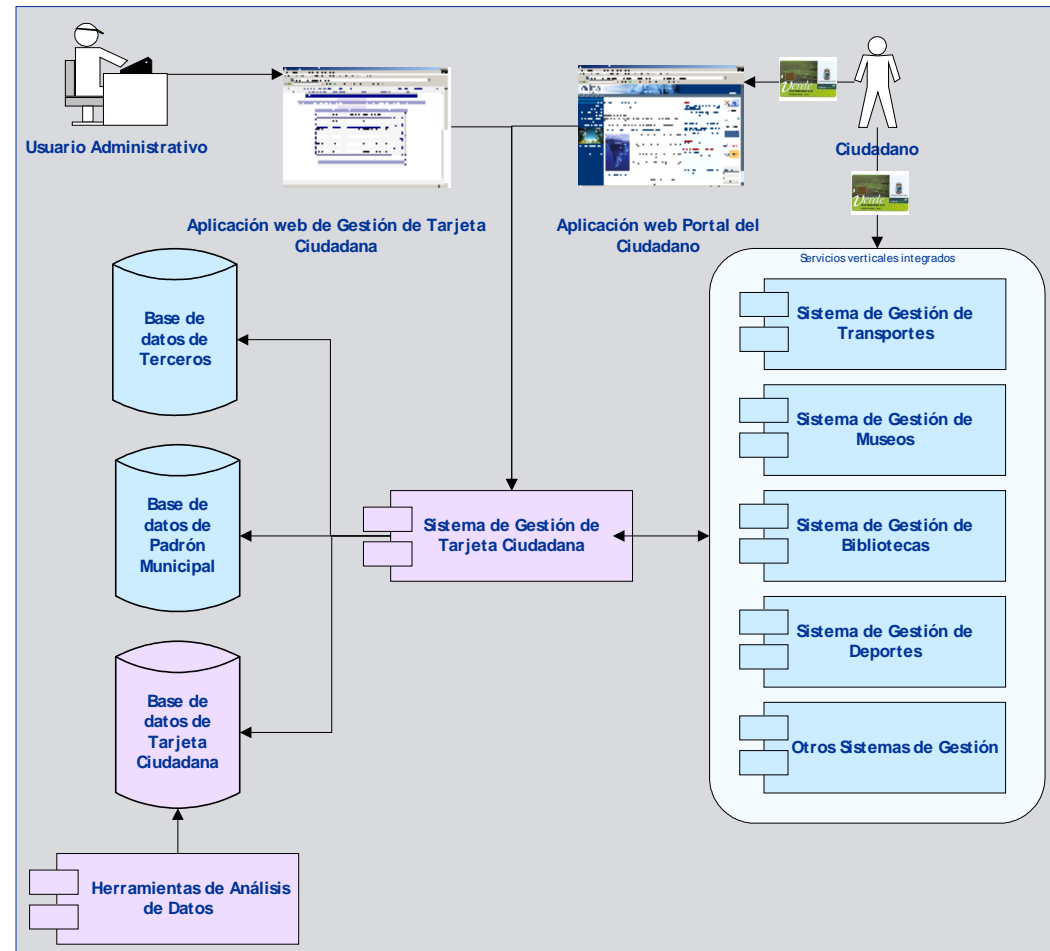 Usuario Administrativo
Ciudadano
Verde
Verde
Aplicación web de Gestión de Tarjeta
Ciudadana
Aplicación web Portal del
Ciudadano
Servicios verticales integrados
Sistema de Gestión de
Transportes
Sistema de Gestión de
Museos
Sistema de Gestión de
Bibliotecas
Sistema de Gestión de
Deportes
Otros Sistemas de Gestión
Base de
datos de
Terceros
Base de
datos de
Padrón
Municipal
Sistema de Gestión de
Tarjeta Ciudadana
Base de
datos de
Tarjeta
Ciudadana
Herramientas de Análisis
de Datos